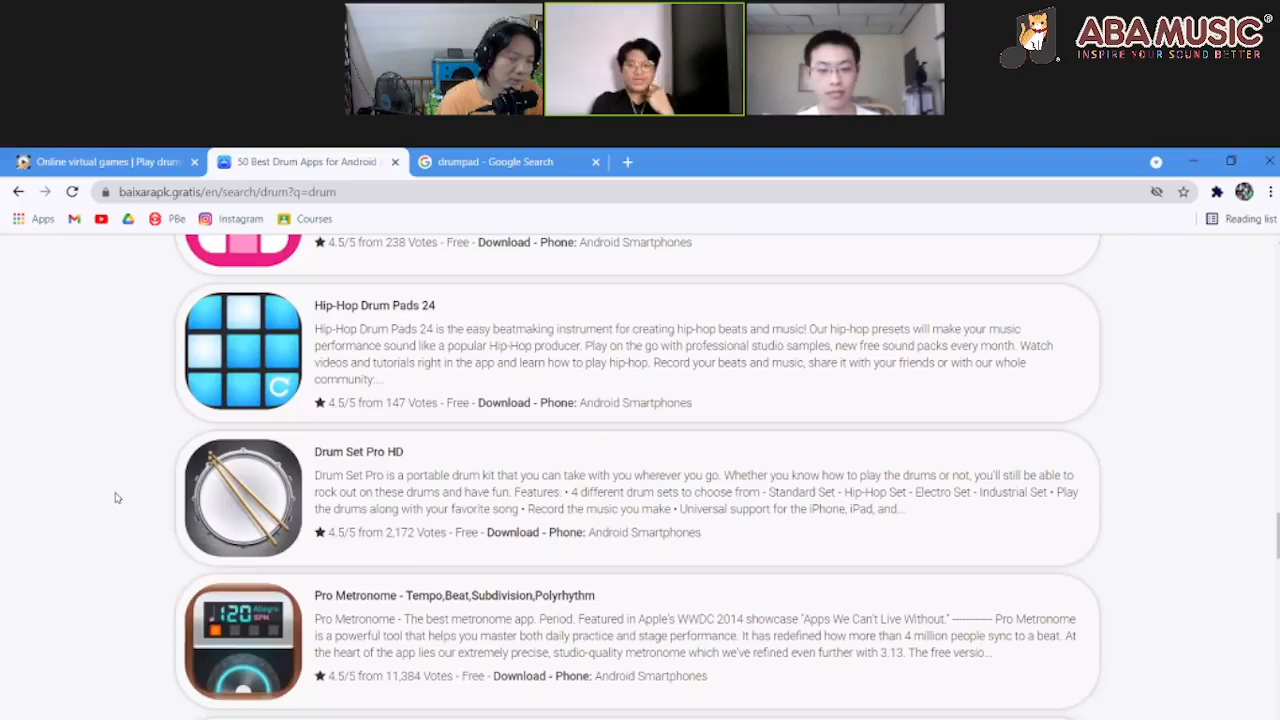 ABA MUSIC®
INSPIRE YOUR SOUND BETTER
Online virtual games | Play drum
50 Best Drum Apps for Android
drumpad - Google Search
baixarapk.gratis/en/search/drum?q=drum
Apps
PBe
Instagram
Courses
Reading list
★ 4.5/5 from 238 Votes - Free - Download - Phone: Android Smartphones
Hip-Hop Drum Pads 24
Hip-Hop Drum Pads 24 is the easy beatmaking instrument for creating hip-hop beats and music! Our hip-hop presets will make your music
performance sound like a popular Hip-Hop producer. Play on the go with professional studio samples, new free sound packs every month. Watch
videos and tutorials right in the app and learn how to play hip-hop. Record your beats and music, share it with your friends or with our whole
community:...
★ 4.5/5 from 147 Votes - Free - Download - Phone: Android Smartphones
Drum Set Pro HD
Drum Set Pro is a portable drum kit that you can take with you wherever you go. Whether you know how to play the drums or not, you'll still be able to
rock out on these drums and have fun. Features: • 4 different drum sets to choose from - Standard Set - Hip-Hop Set - Electro Set - Industrial Set • Play
the drums along with your favorite song • Record the music you make • Universal support for the iPhone, iPad, and...
★ 4.5/5 from 2,172 Votes - Free - Download - Phone: Android Smartphones
120 Allegro
BPM
Pro Metronome - Tempo,Beat,Subdivision,Polyrhythm
Pro Metronome - The best metronome app. Period. Featured in Apple's WWDC 2014 showcase "Apps We Can't Live Without." ------------ Pro Metronome
is a powerful tool that helps you master both daily practice and stage performance. It has redefined how more than 4 million people sync to a beat. At
the heart of the app lies our extremely precise, studio-quality metronome which we've refined even further with 3.13. The free versio...
★ 4.5/5 from 11,384 Votes - Free - Download - Phone: Android Smartphones